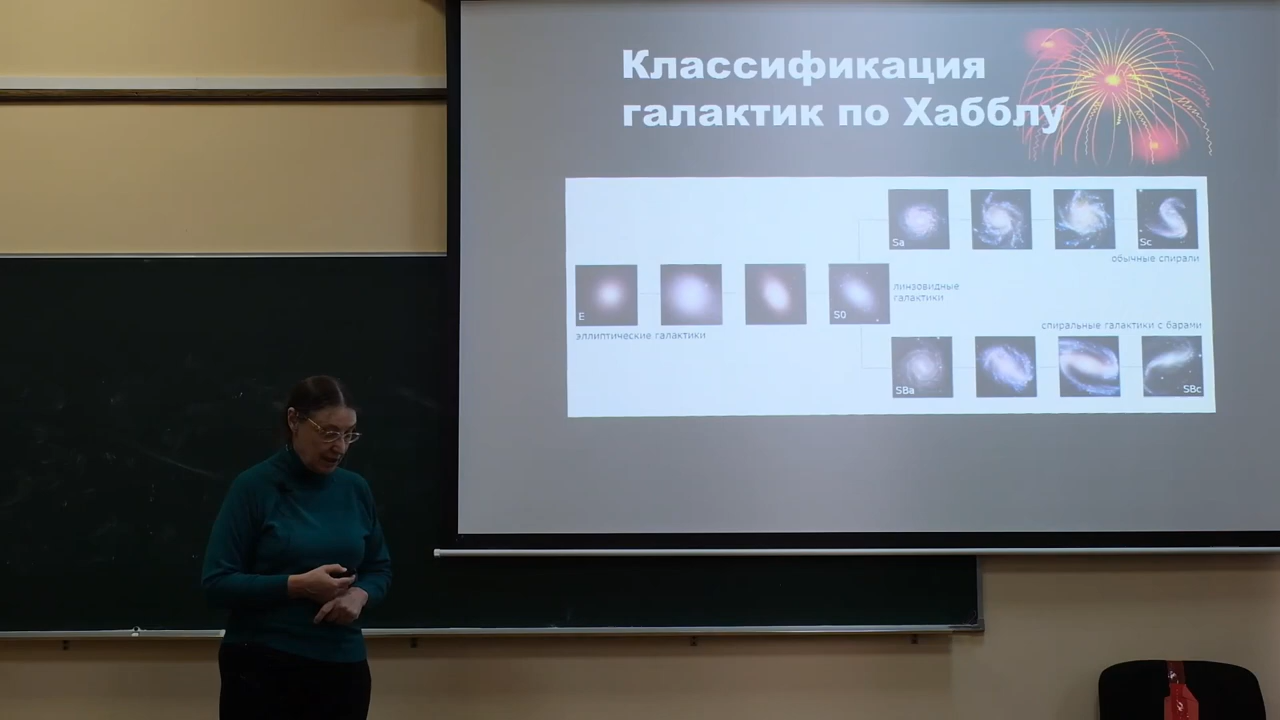 Классификация
галактик по Хабблу
Sa
Sc
обычные спирали
E
S0
линзовидные
галактики
эллиптические галактики
спиральные галактики с барами
SBa
SBc